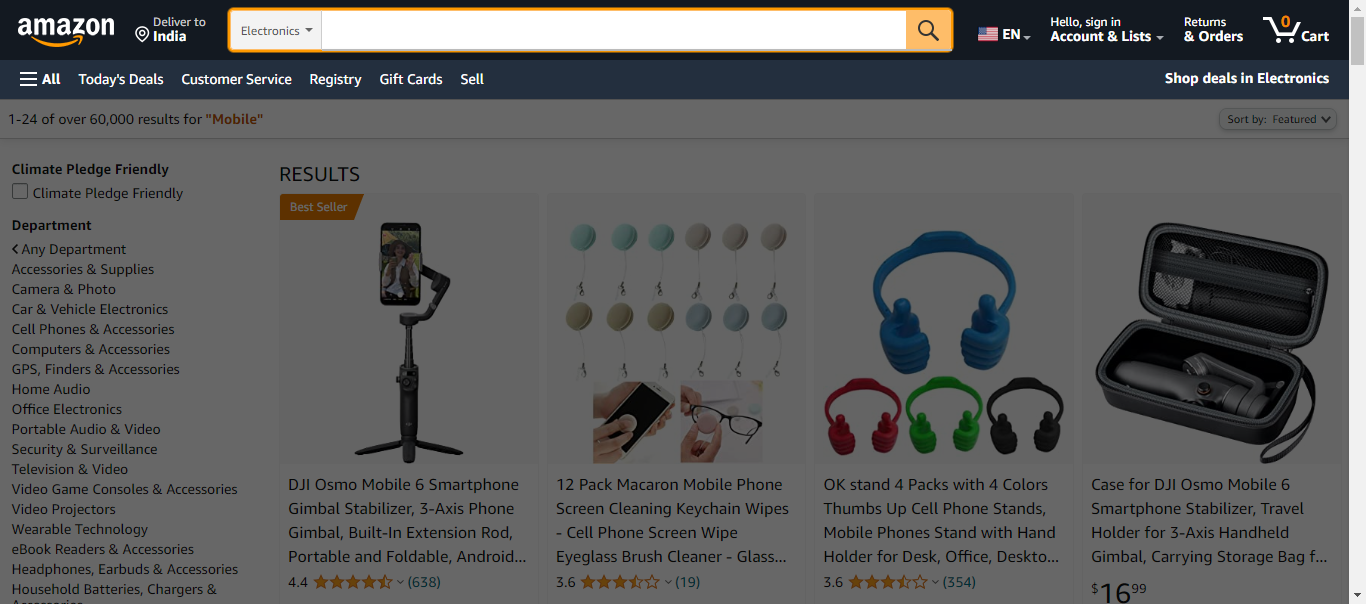 amazon
Deliver to
India
Electronics
EN
Hello, sign in
Account & Lists
Returns
& Orders
0
Cart
All
Today's Deals
Customer Service
Registry
Gift Cards
Sell
Shop deals in Electronics
1-24 of over 60,000 results for "Mobile"
Sort by: Featured
Climate Pledge Friendly
Climate Pledge Friendly
Department
Any Department
Accessories & Supplies
Camera & Photo
Car & Vehicle Electronics
Cell Phones & Accessories
Computers & Accessories
GPS, Finders & Accessories
Home Audio
Office Electronics
Portable Audio & Video
Security & Surveillance
Television & Video
Video Game Consoles & Accessories
Video Projectors
Wearable Technology
eBook Readers & Accessories
Headphones, Earbuds & Accessories
Household Batteries, Chargers &
Accessories
RESULTS
Best Seller
DJI Osmo Mobile 6 Smartphone
Gimbal Stabilizer, 3-Axis Phone
Gimbal, Built-In Extension Rod,
Portable and Foldable, Android...
4.4 (638)
12 Pack Macaron Mobile Phone
Screen Cleaning Keychain Wipes
- Cell Phone Screen Wipe
Eyeglass Brush Cleaner - Glass...
3.6 (19)
OK stand 4 Packs with 4 Colors
Thumbs Up Cell Phone Stands,
Mobile Phones Stand with Hand
Holder for Desk, Office, Deskto...
3.6 (354)
Case for DJI Osmo Mobile 6
Smartphone Stabilizer, Travel
Holder for 3-Axis Handheld
Gimbal, Carrying Storage Bag f...
$16 99